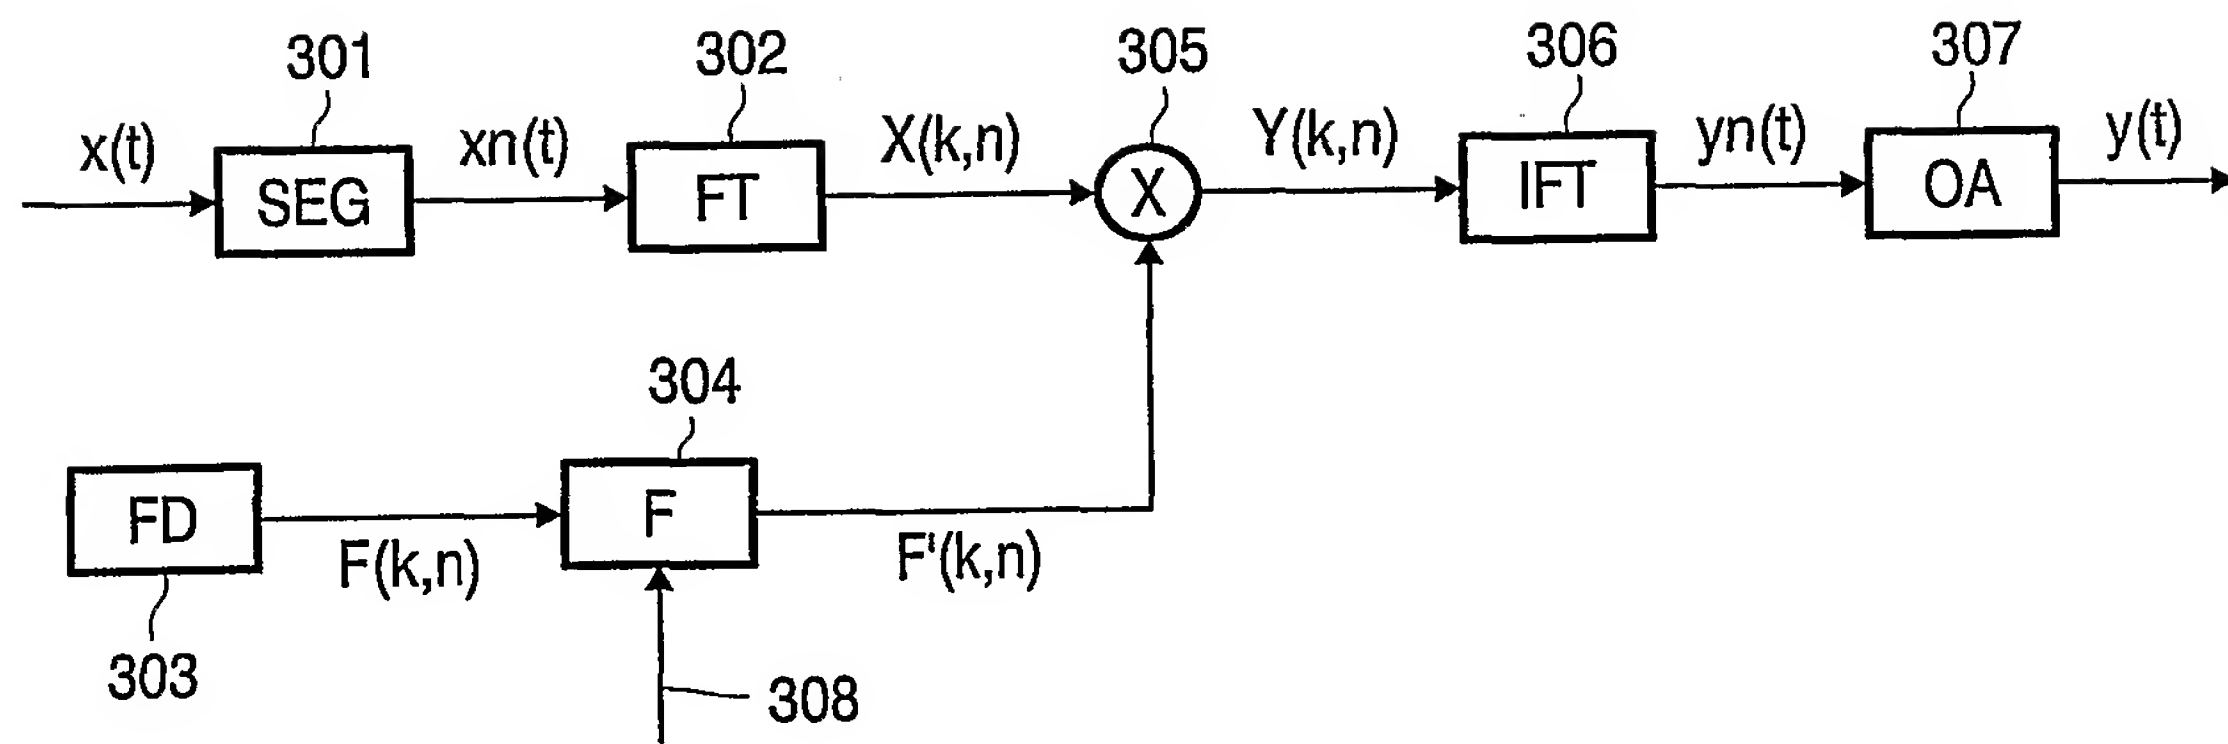 301
302
305
306
307
x(t)
xn(t)
X(k,n)
Y(k,n)
yn(t)
y(t)
SEG
FT
X
IFT
OA
304
FD
F
F(k,n)
F'(k,n)
303
308